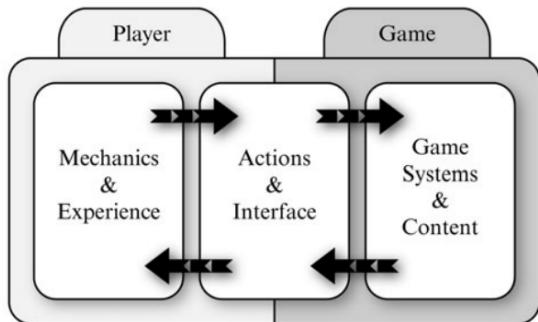 Player
Game
Mechanics
&
Experience
Actions
&
Interface
Game
Systems
&
Content